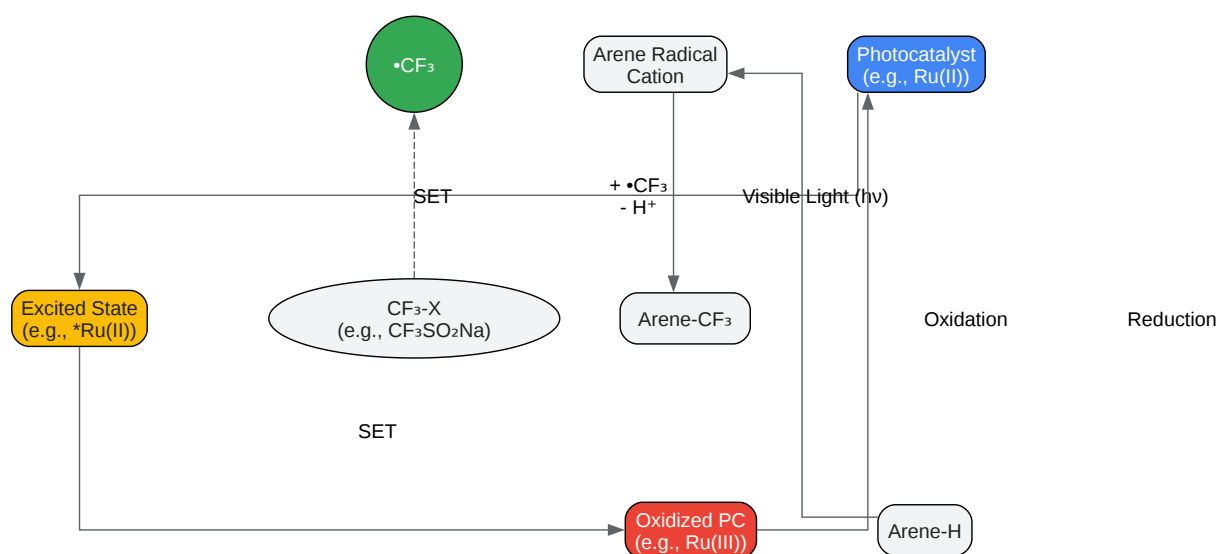 •CF₃
Arene Radical
Cation
Photocatalyst
(e.g., Ru(II))
SET
+ •CF₃
- H⁺
Visible Light (hν)
Excited State
(e.g., *Ru(II))
CF₃-X
(e.g., CF₃SO₂Na)
Arene-CF₃
Oxidation
Reduction
SET
Oxidized PC
(e.g., Ru(III))
Arene-H